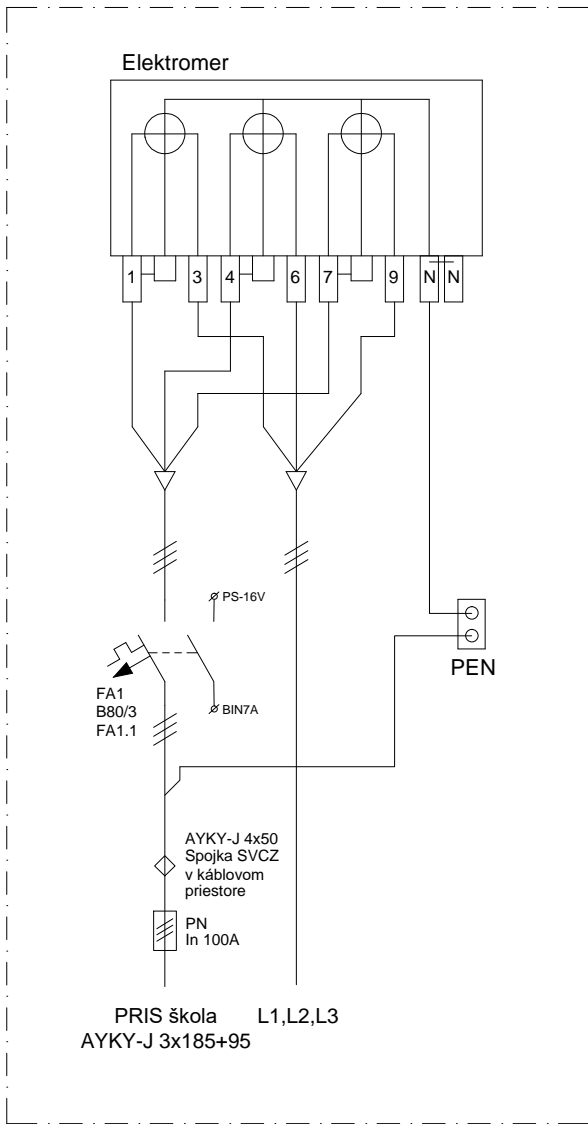 Elektromer
1 3 4 6 7 9 N N
PS-16V
FA1
B80/3
FA1.1
BIN7A
PEN
AYKY-J 4x50
Spojka SVCZ
v káblovom
priestore
PN
In 100A
PRIS škola
AYKY-J 3x185+95
L1,L2,L3